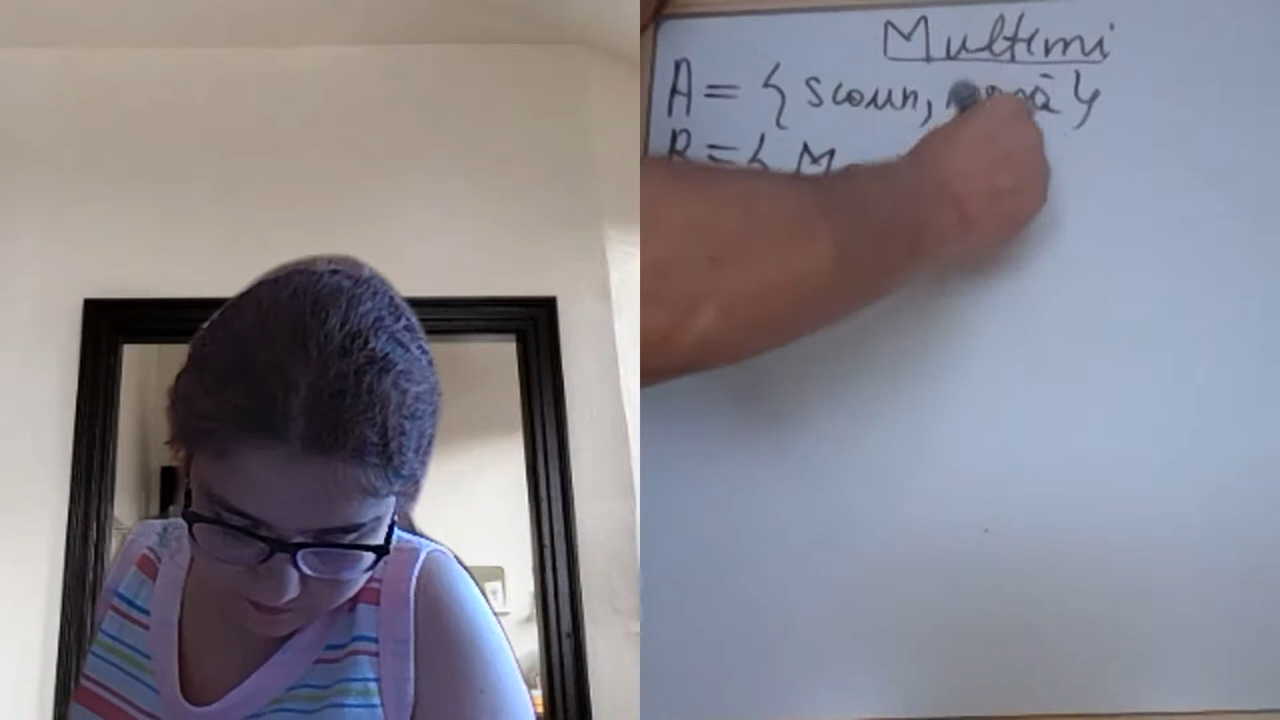 Multimi
A = { scaun,
B = { M